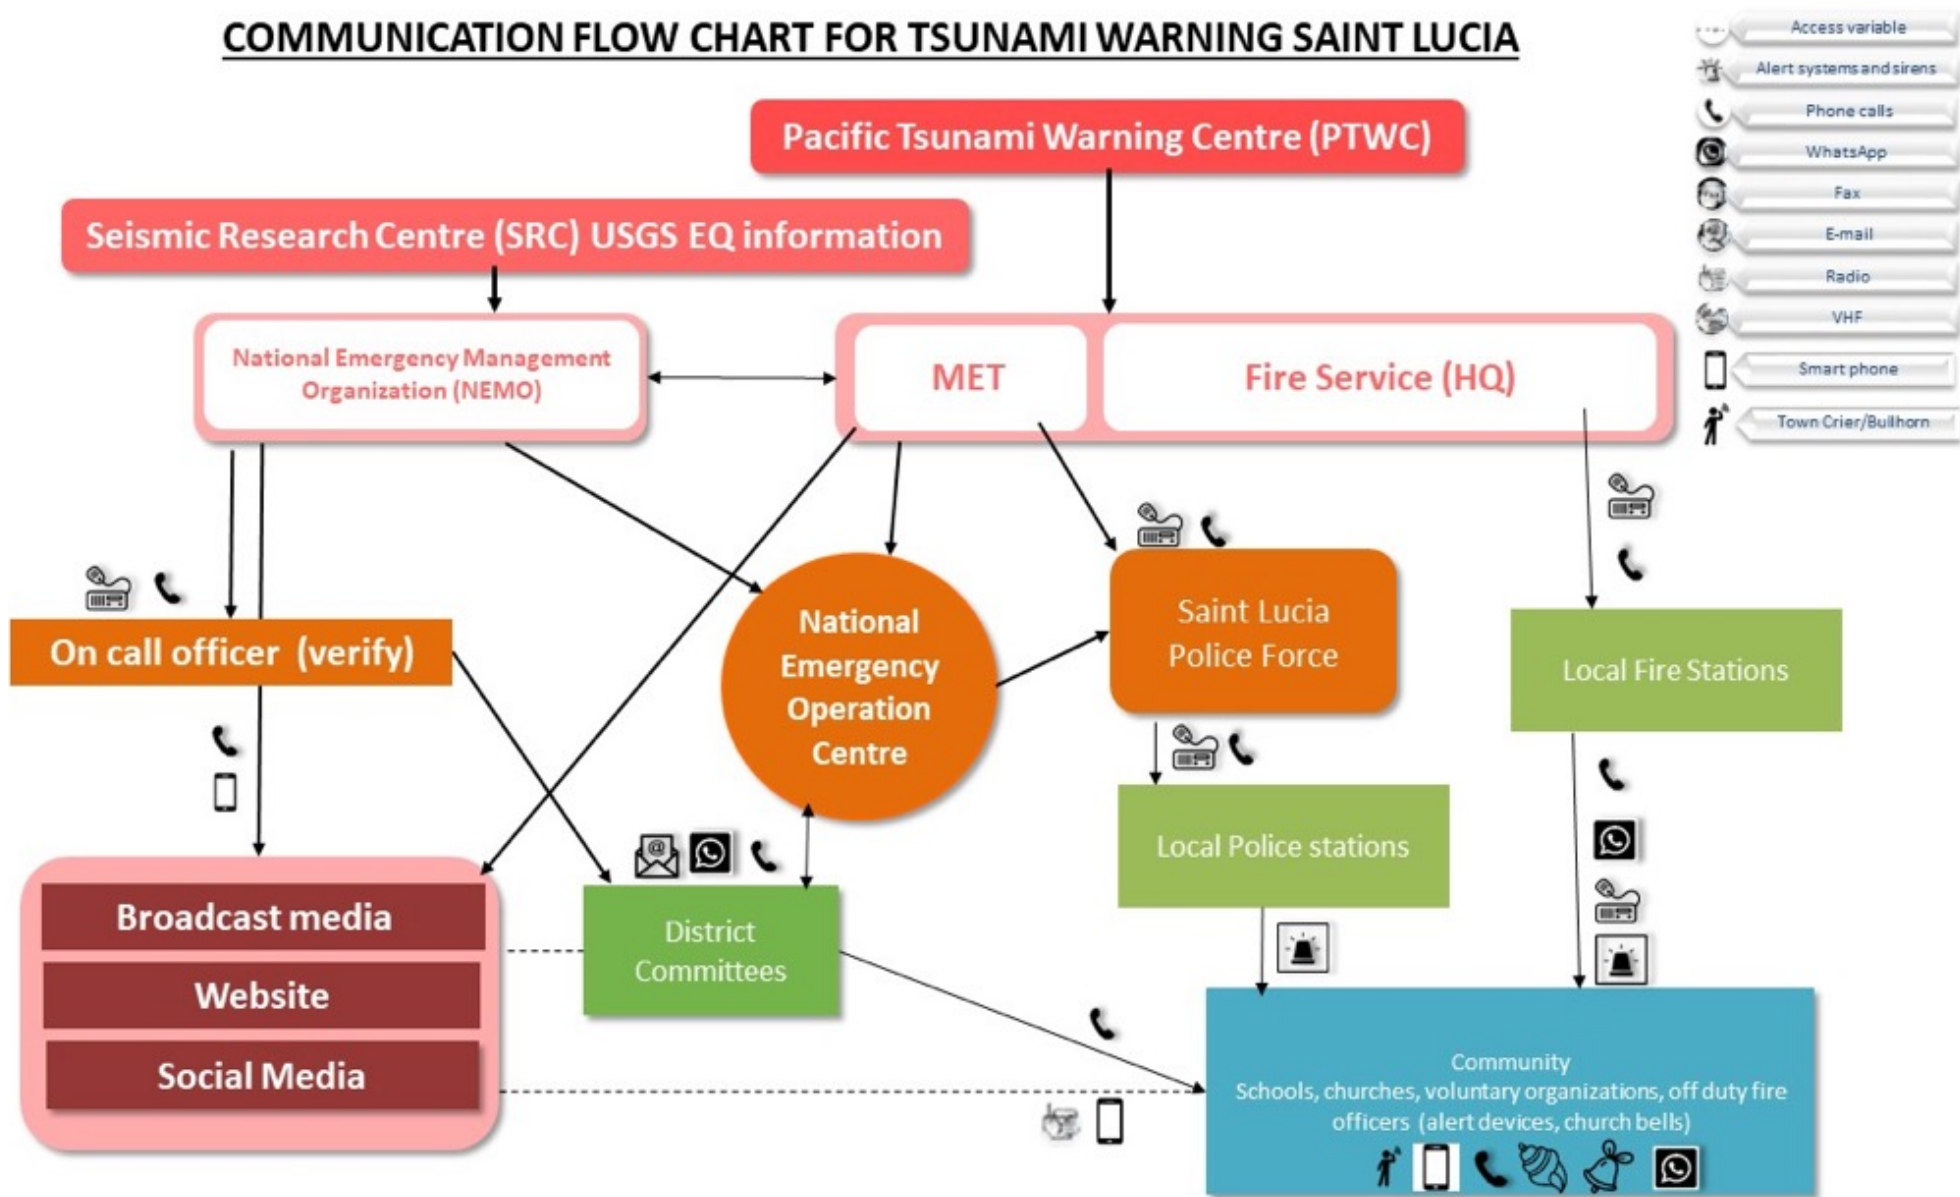 COMMUNICATION FLOW CHART FOR TSUNAMI WARNING SAINT LUCIA
Access variable
Alert systems and sirens
Phone calls
WhatsApp
Fax
E-mail
Radio
VHF
Smart phone
Town Crier/Bullhorn
Pacific Tsunami Warning Centre (PTWC)
Seismic Research Centre (SRC) USGS EQ information
National Emergency Management
Organization (NEMO)
MET
Fire Service (HQ)
On call officer (verify)
National
Emergency
Operation
Centre
Saint Lucia
Police Force
Local Fire Stations
Local Police stations
Broadcast media
Website
Social Media
District
Committees
Community
Schools, churches, voluntary organizations, off duty fire
officers (alert devices, church bells)